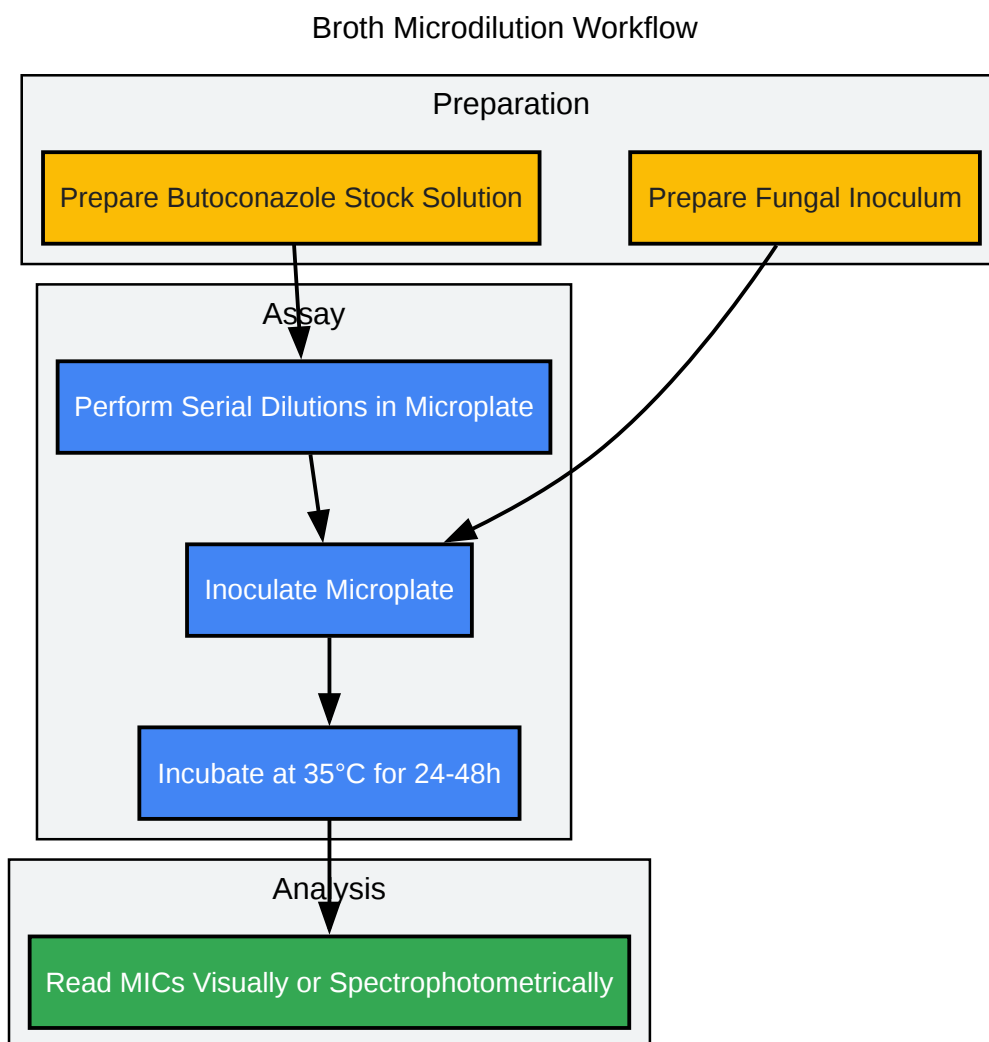 Broth Microdilution Workflow
Preparation
Prepare Butoconazole Stock Solution
Prepare Fungal Inoculum
Assay
Perform Serial Dilutions in Microplate
Inoculate Microplate
Incubate at 35°C for 24-48h
Analysis
Read MICs Visually or Spectrophotometrically